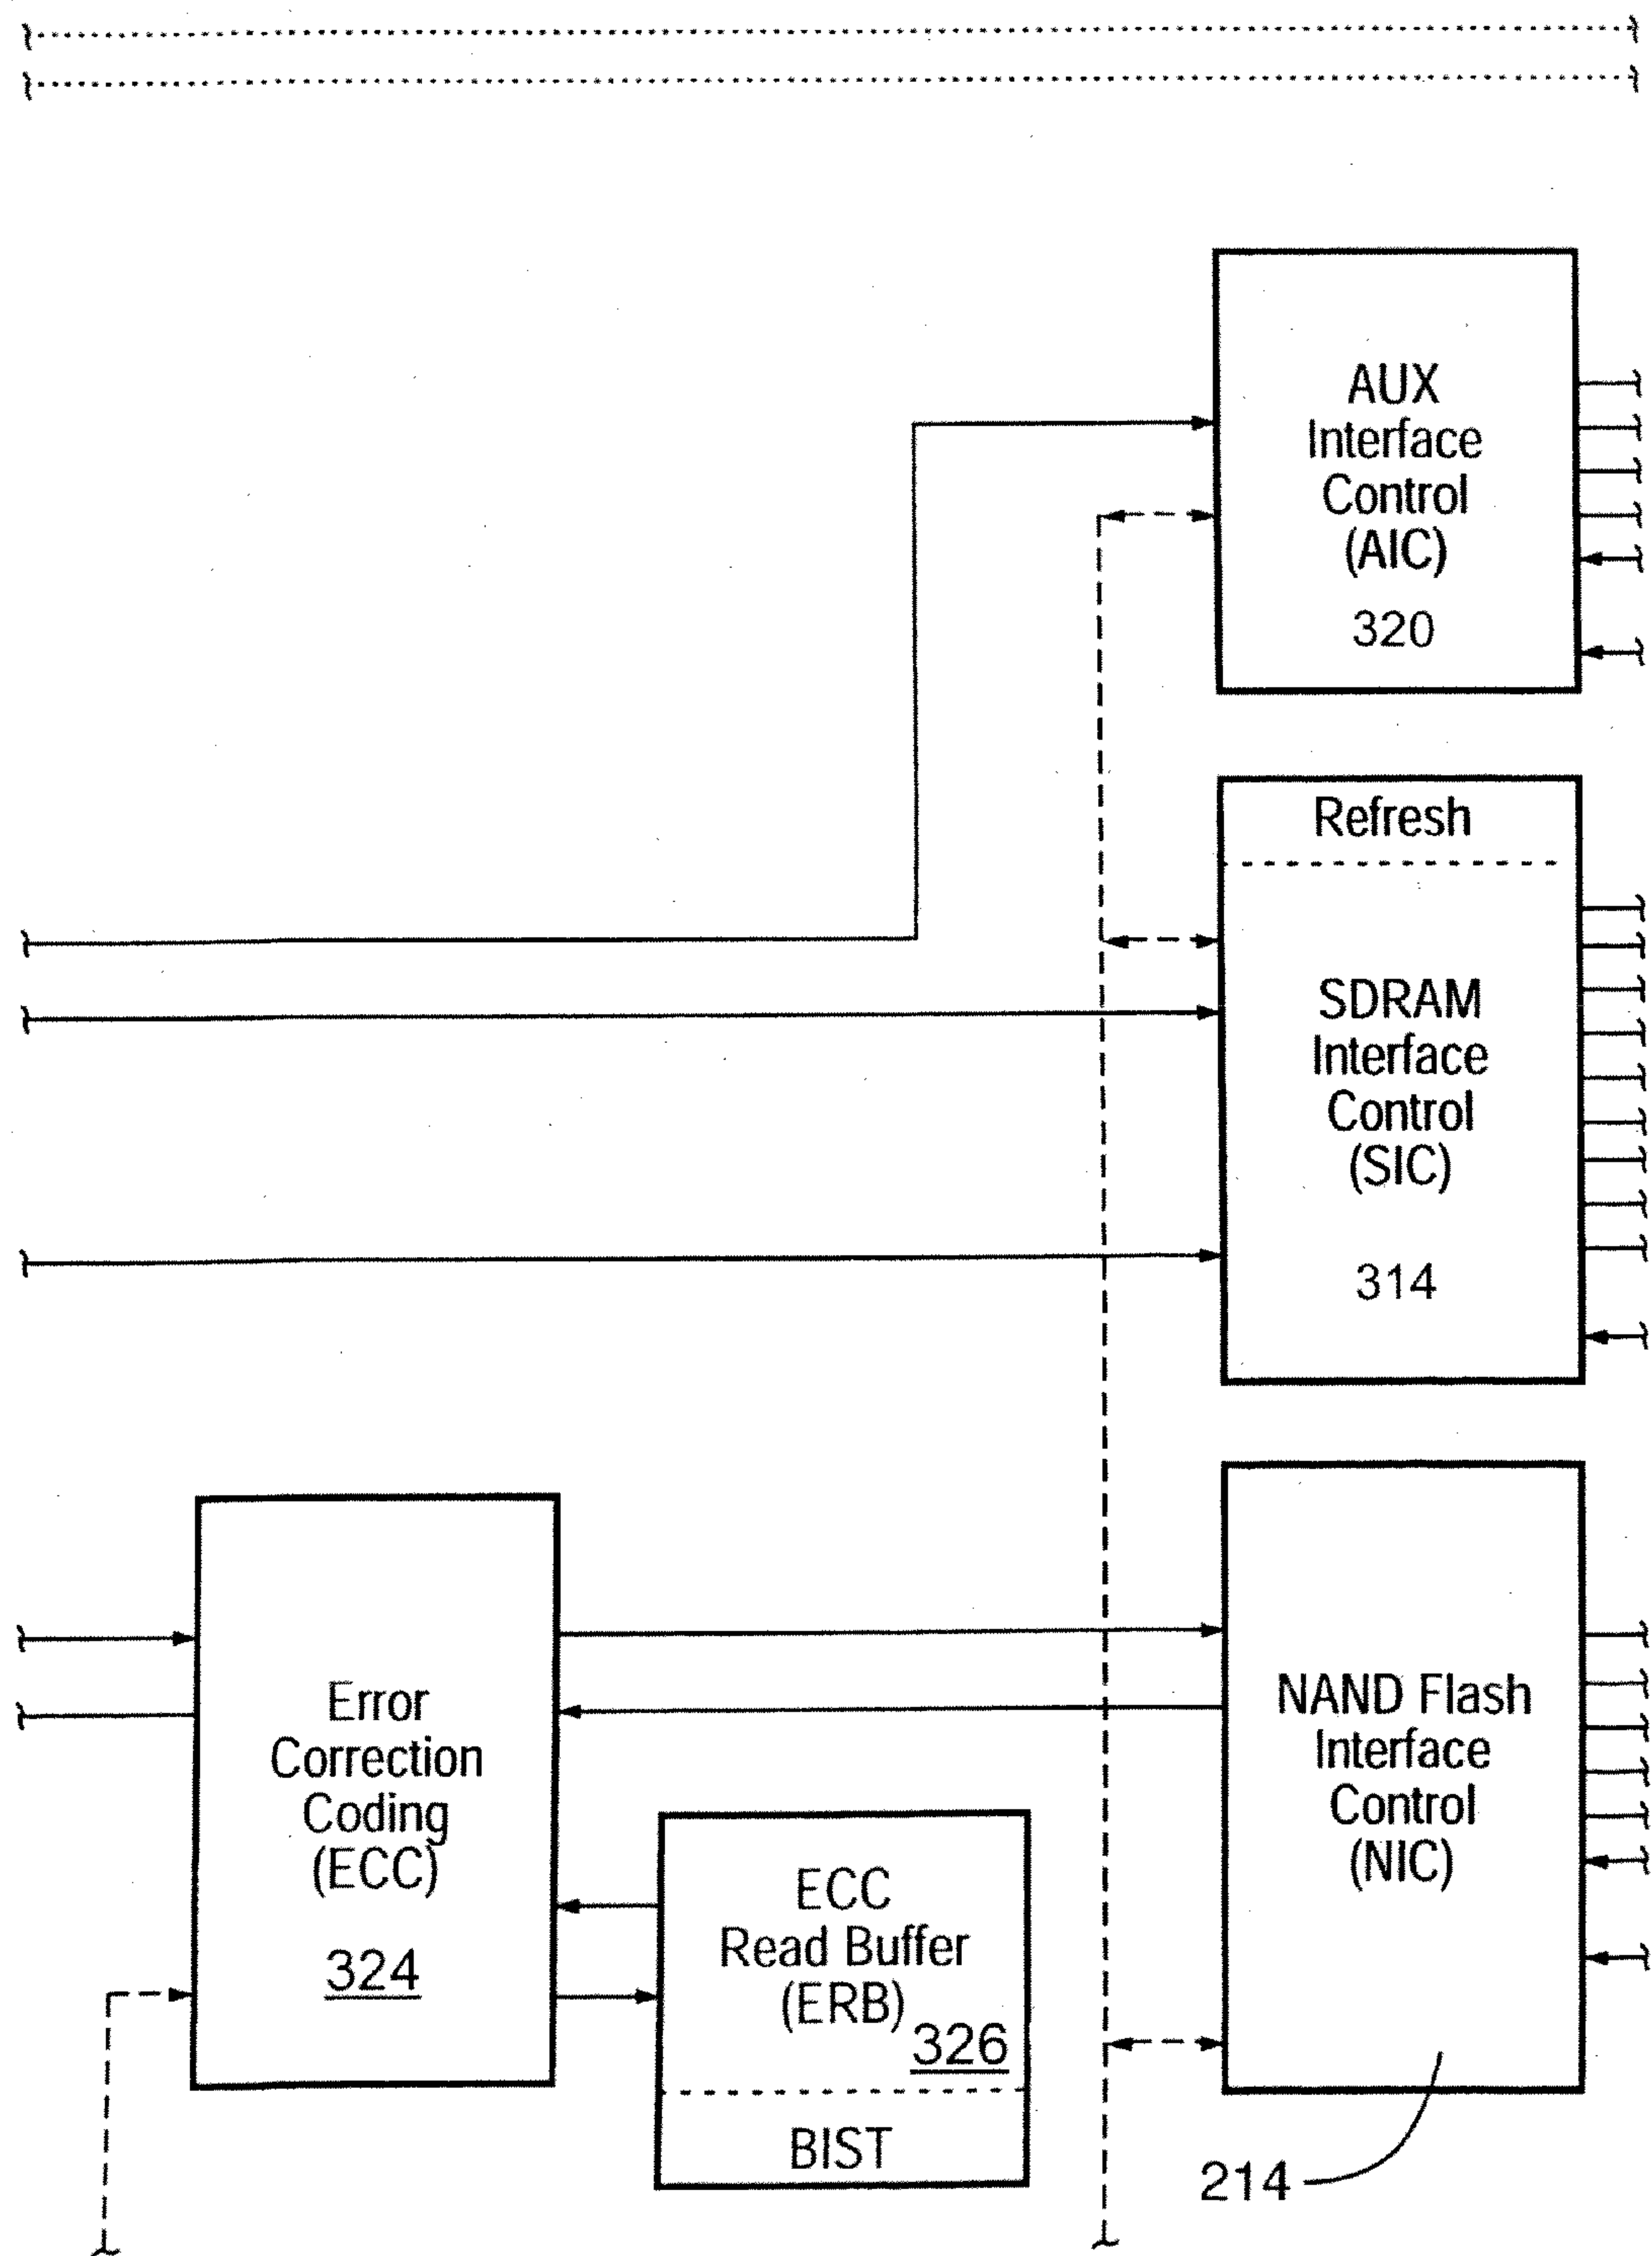 AUX
Interface
Control
(AIC)
320
Refresh
SDRAM
Interface
Control
(SIC)
314
Error
Correction
Coding
(ECC)
324
ECC
Read Buffer
(ERB)
326
BIST
NAND Flash
Interface
Control
(NIC)
214